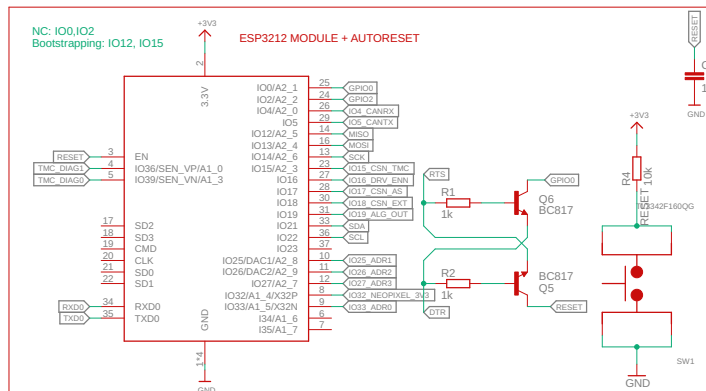 NC: IO0,IO2
Bootstrapping: IO12, IO15
+3V3
ESP3212 MODULE + AUTORESET
2
3.3V
RESET 3 EN
TMC_DIAG1 4 IO36/SEN_VP/A1_0
TMC_DIAG0 5 IO39/SEN_VN/A1_3
17 SD2
18 SD3
19 CMD
20 CLK
21 SD0
22 SD1
RXD0 34 RXD0
TXD0 35 TXD0
IO0/A2_1 25 GPIO0
IO2/A2_2 24 GPIO2
IO4/A2_0 26 IO4_CANRX
IO5 29 IO5_CANTX
IO12/A2_5 14 MISO
IO13/A2_4 16 MOSI
IO14/A2_6 13 SCK
IO15/A2_3 23 IO15_CSN_TMC
IO16 27 IO16_DRV_ENN
IO17 28 IO17_CSN_AS
IO18 30 IO18_CSN_EXT
IO19 31 IO19_ALG_OUT
IO21 33 SDA
IO22 36 SCL
IO23 37
IO25/DAC1/A2_8 10 IO25_ADR1
IO26/DAC2/A2_9 11 IO26_ADR2
IO27/A2_7 12 IO27_ADR3
IO32/A1_4/X32P 8 IO32_NEOPIXEL_3V3
IO33/A1_5/X32N 9 IO33_ADR0
I34/A1_6 6
I35/A1_7 7
GND
1*4
GND
RTS
R1
1k
GPIO0
Q6
BC817
R2
1k
BC817
Q5
RESET
DTR
RESET
GND
+3V3
R4
10k
RESET
SW1
GND